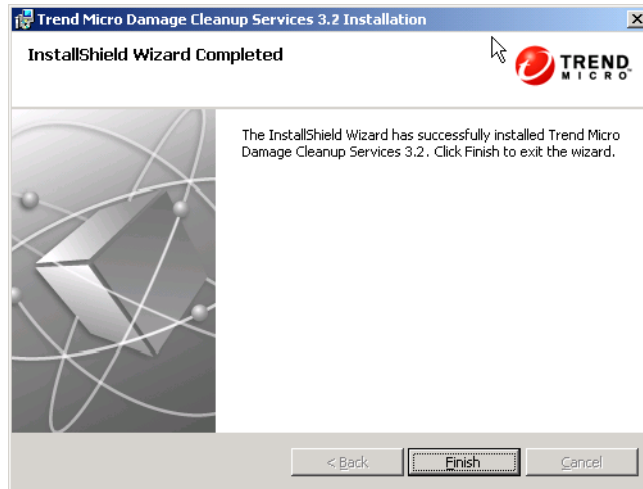 Trend Micro Damage Cleanup Services 3.2 Installation
InstallShield Wizard Completed
TREND
MICRO
The InstallShield Wizard has successfully installed Trend Micro
Damage Cleanup Services 3.2. Click Finish to exit the wizard.
< Back Finish Cancel